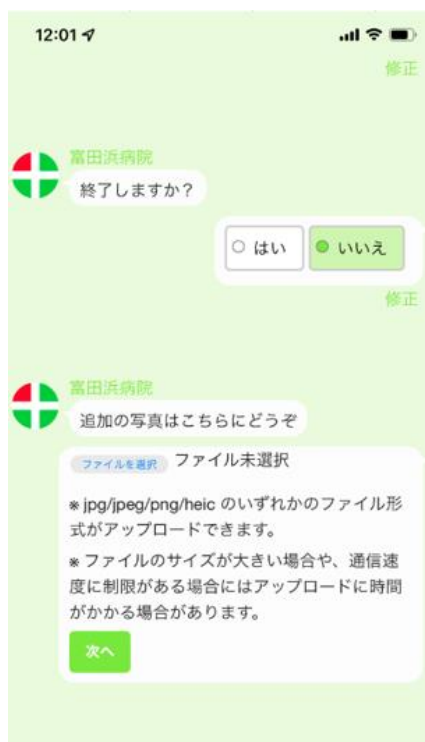 12:01
修正
富田浜病院
終了しますか？
はい
いいえ
修正
富田浜病院
追加の写真はこちらにどうぞ
ファイルを選択 ファイル未選択
※ jpg/jpeg/png/heic のいずれかのファイル形
式がアップロードできます。
※ ファイルのサイズが大きい場合や、通信速
度に制限がある場合にはアップロードに時間
がかかる場合があります。
次へ